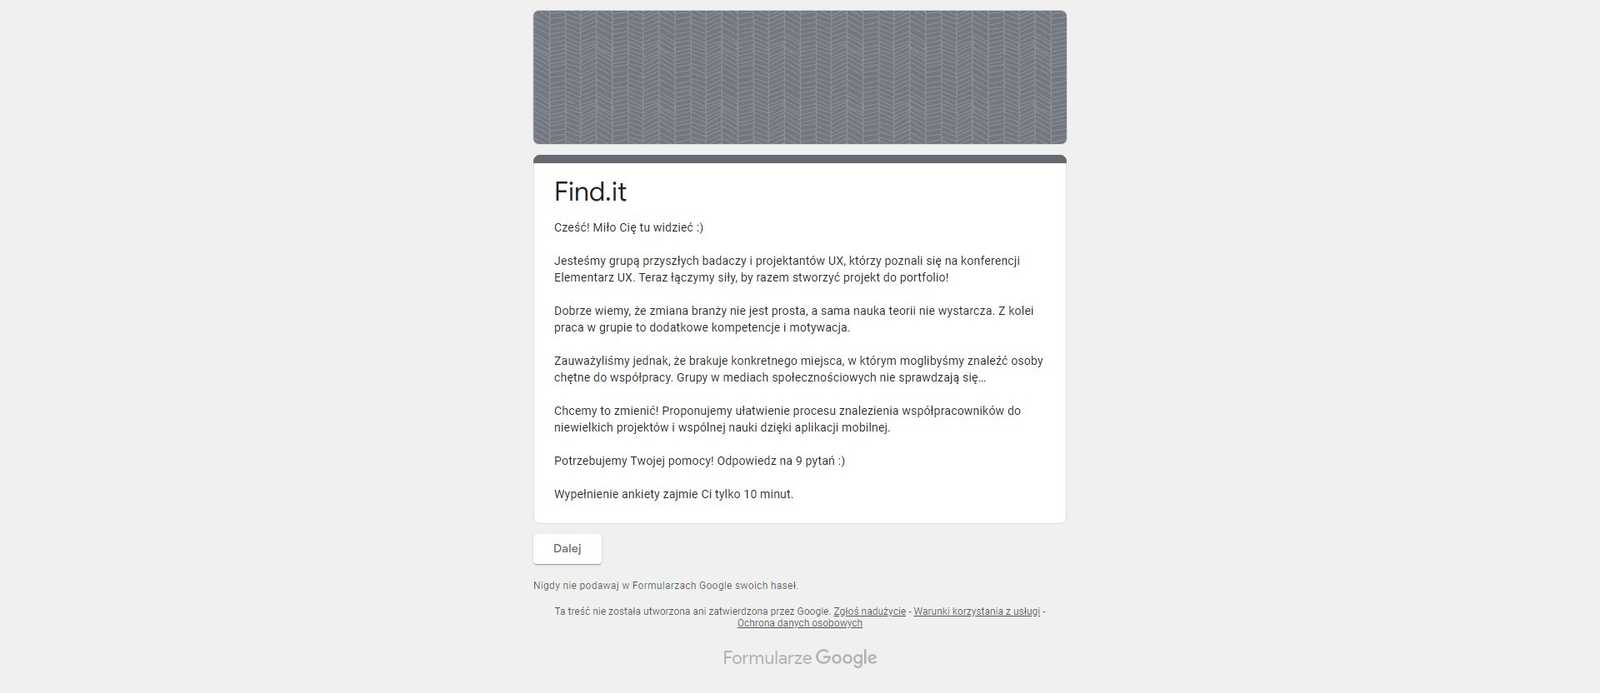 Find.it
Cześć! Miło Cię tu widzieć :)
Jesteśmy grupą przyszłych badaczy i projektantów UX, którzy poznali się na konferencji
Elementarz UX. Teraz łączymy siły, by razem stworzyć projekt do portfolio!
Dobrze wiemy, że zmiana branży nie jest prosta, a sama nauka teorii nie wystarcza. Z kolei
praca w grupie to dodatkowe kompetencje i motywacja.
Zauważyliśmy jednak, że brakuje konkretnego miejsca, w którym moglibyśmy znaleźć osoby
chętne do współpracy. Grupy w mediach społecznościowych nie sprawdzają się...
Chcemy to zmienić! Proponujemy ułatwienie procesu znalezienia współpracowników do
niewielkich projektów i wspólnej nauki dzięki aplikacji mobilnej.
Potrzebujemy Twojej pomocy! Odpowiedz na 9 pytań :)
Wypełnienie ankiety zajmie Ci tylko 10 minut.
Dalej
Nigdy nie podawaj w Formularzach Google swoich haseł.
Ta treść nie została utworzona ani zatwierdzona przez Google. Zgłoś nadużycie - Warunki korzystania z usługi -
Ochrona danych osobowych
Formularze Google